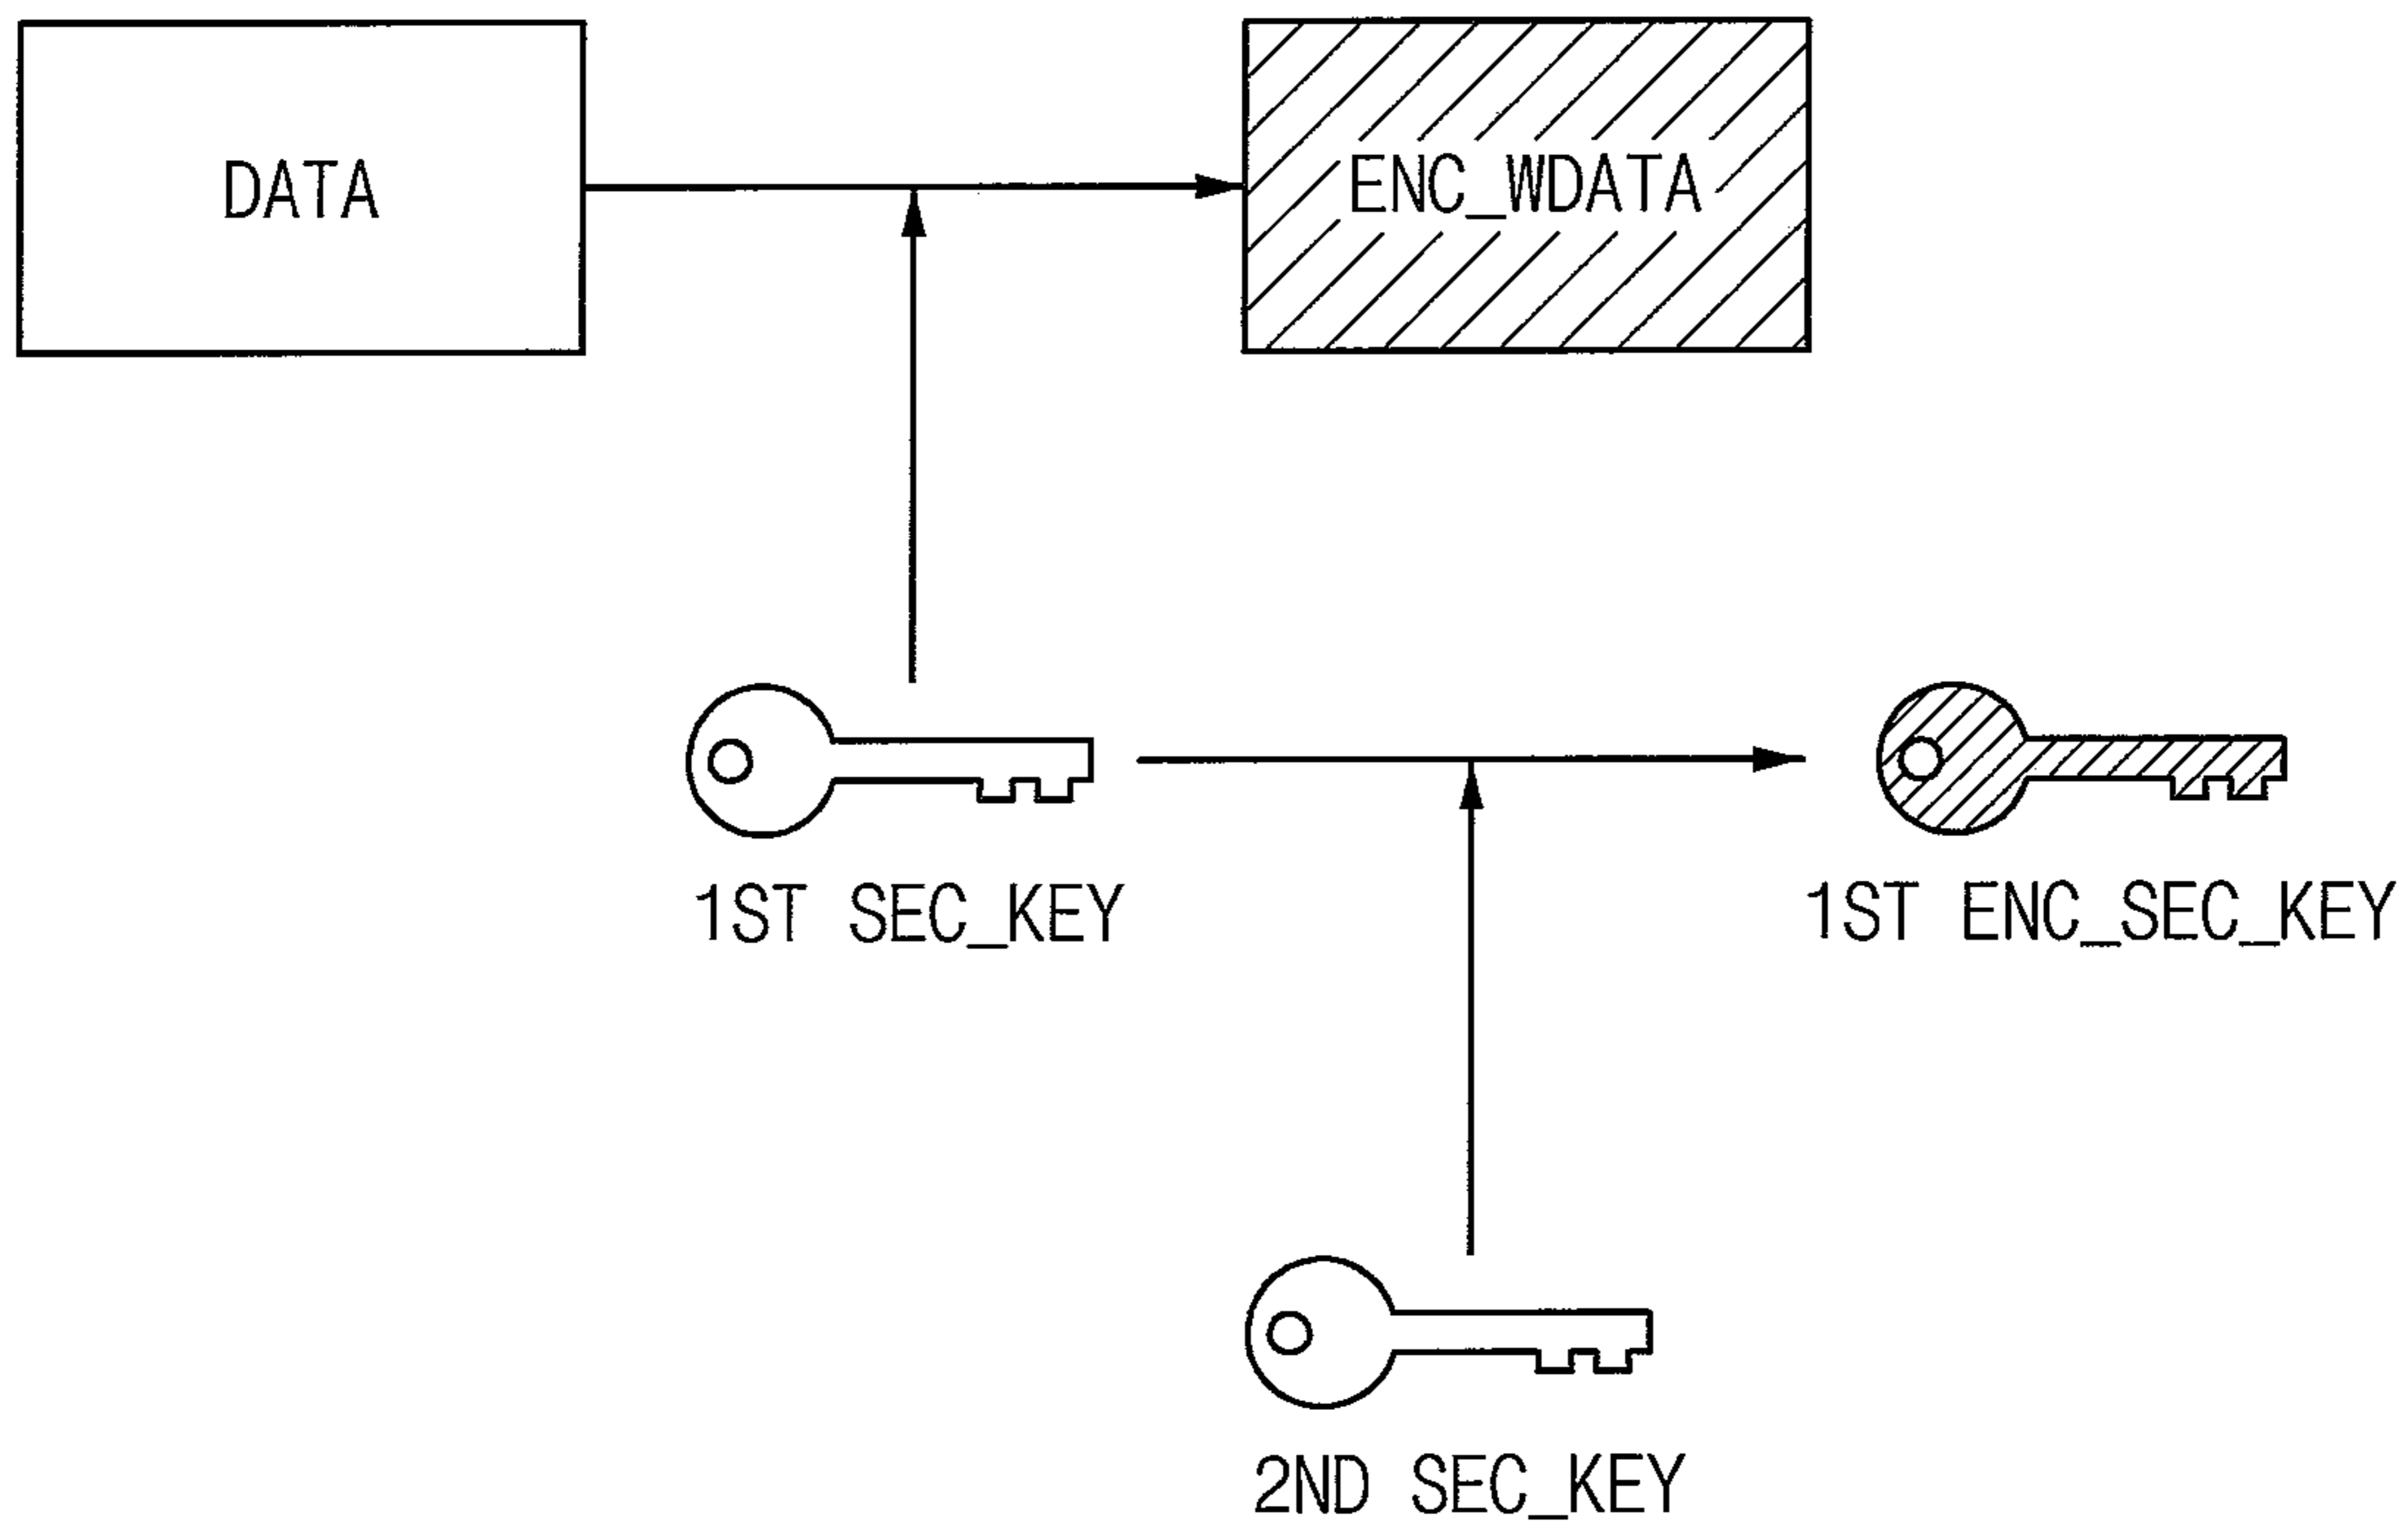 DATA
ENC_WDATA
1ST SEC_KEY
1ST ENC_SEC_KEY
2ND SEC_KEY